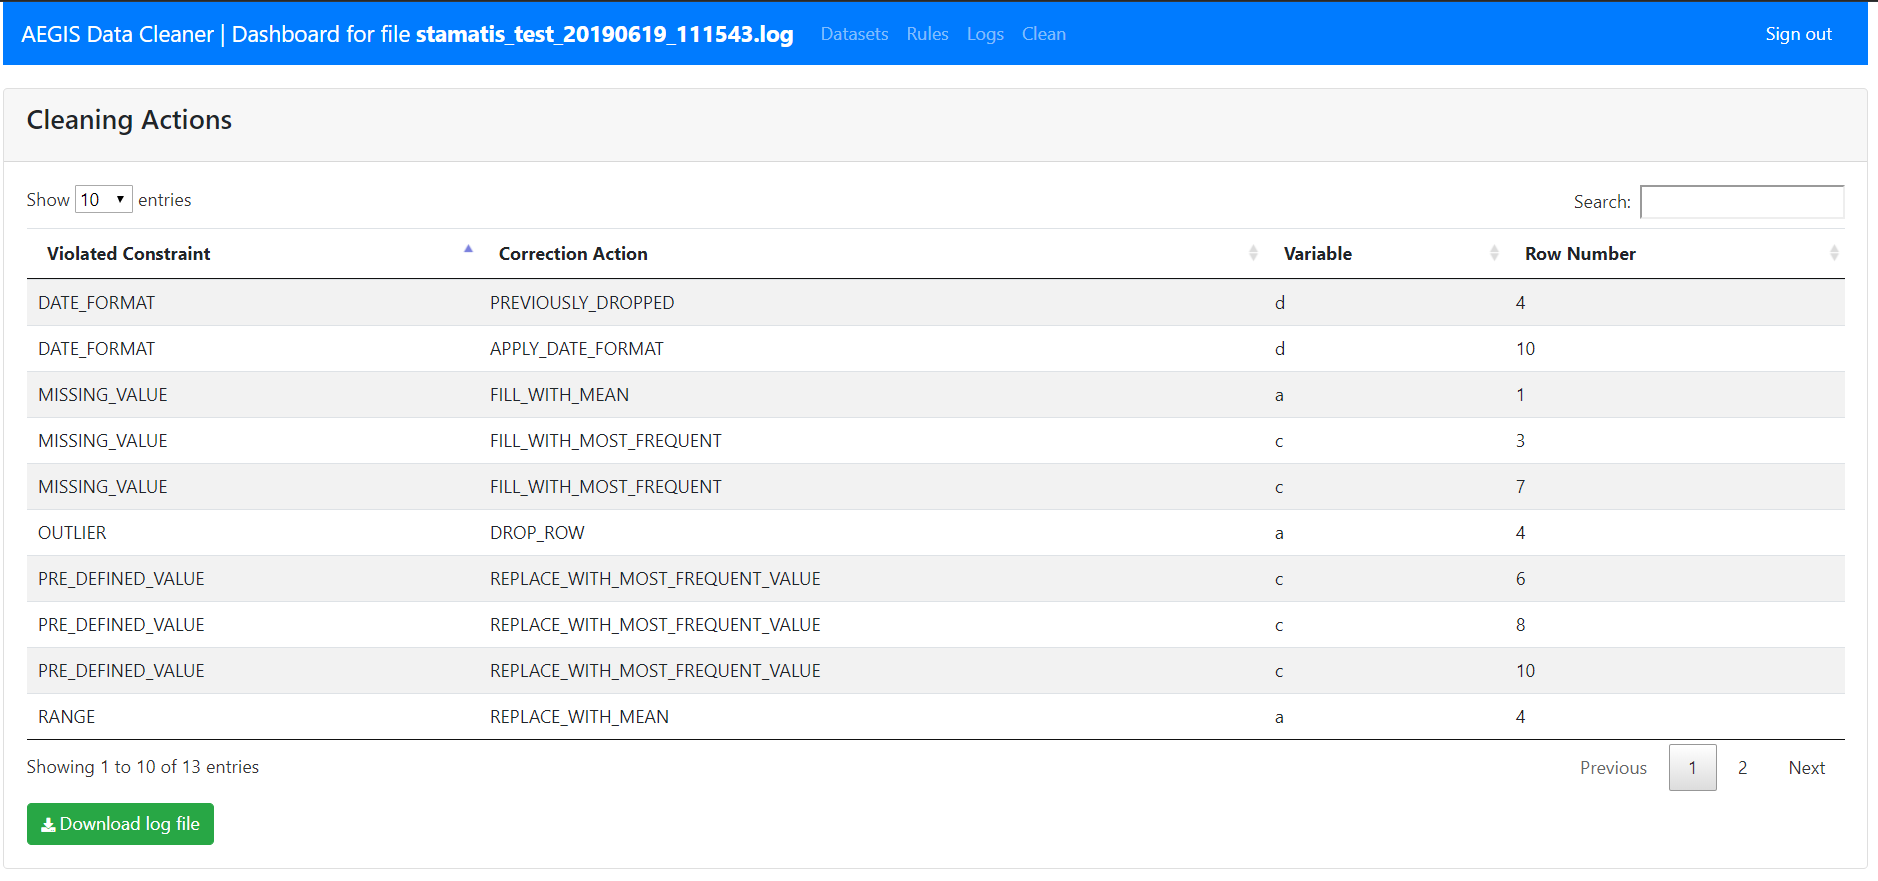 AEGIS Data Cleaner | Dashboard for file stamatis_test_20190619_111543.log Datasets Rules Logs Clean Sign out
Cleaning Actions
Show 10 entries Search:
Violated Constraint Correction Action Variable Row Number
DATE_FORMAT PREVIOUSLY_DROPPED d 4
DATE_FORMAT APPLY_DATE_FORMAT d 10
MISSING_VALUE FILL_WITH_MEAN a 1
MISSING_VALUE FILL_WITH_MOST_FREQUENT c 3
MISSING_VALUE FILL_WITH_MOST_FREQUENT c 7
OUTLIER DROP_ROW a 4
PRE_DEFINED_VALUE REPLACE_WITH_MOST_FREQUENT_VALUE c 6
PRE_DEFINED_VALUE REPLACE_WITH_MOST_FREQUENT_VALUE c 8
PRE_DEFINED_VALUE REPLACE_WITH_MOST_FREQUENT_VALUE c 10
RANGE REPLACE_WITH_MEAN a 4
Showing 1 to 10 of 13 entries Previous 1 2 Next
Download log file